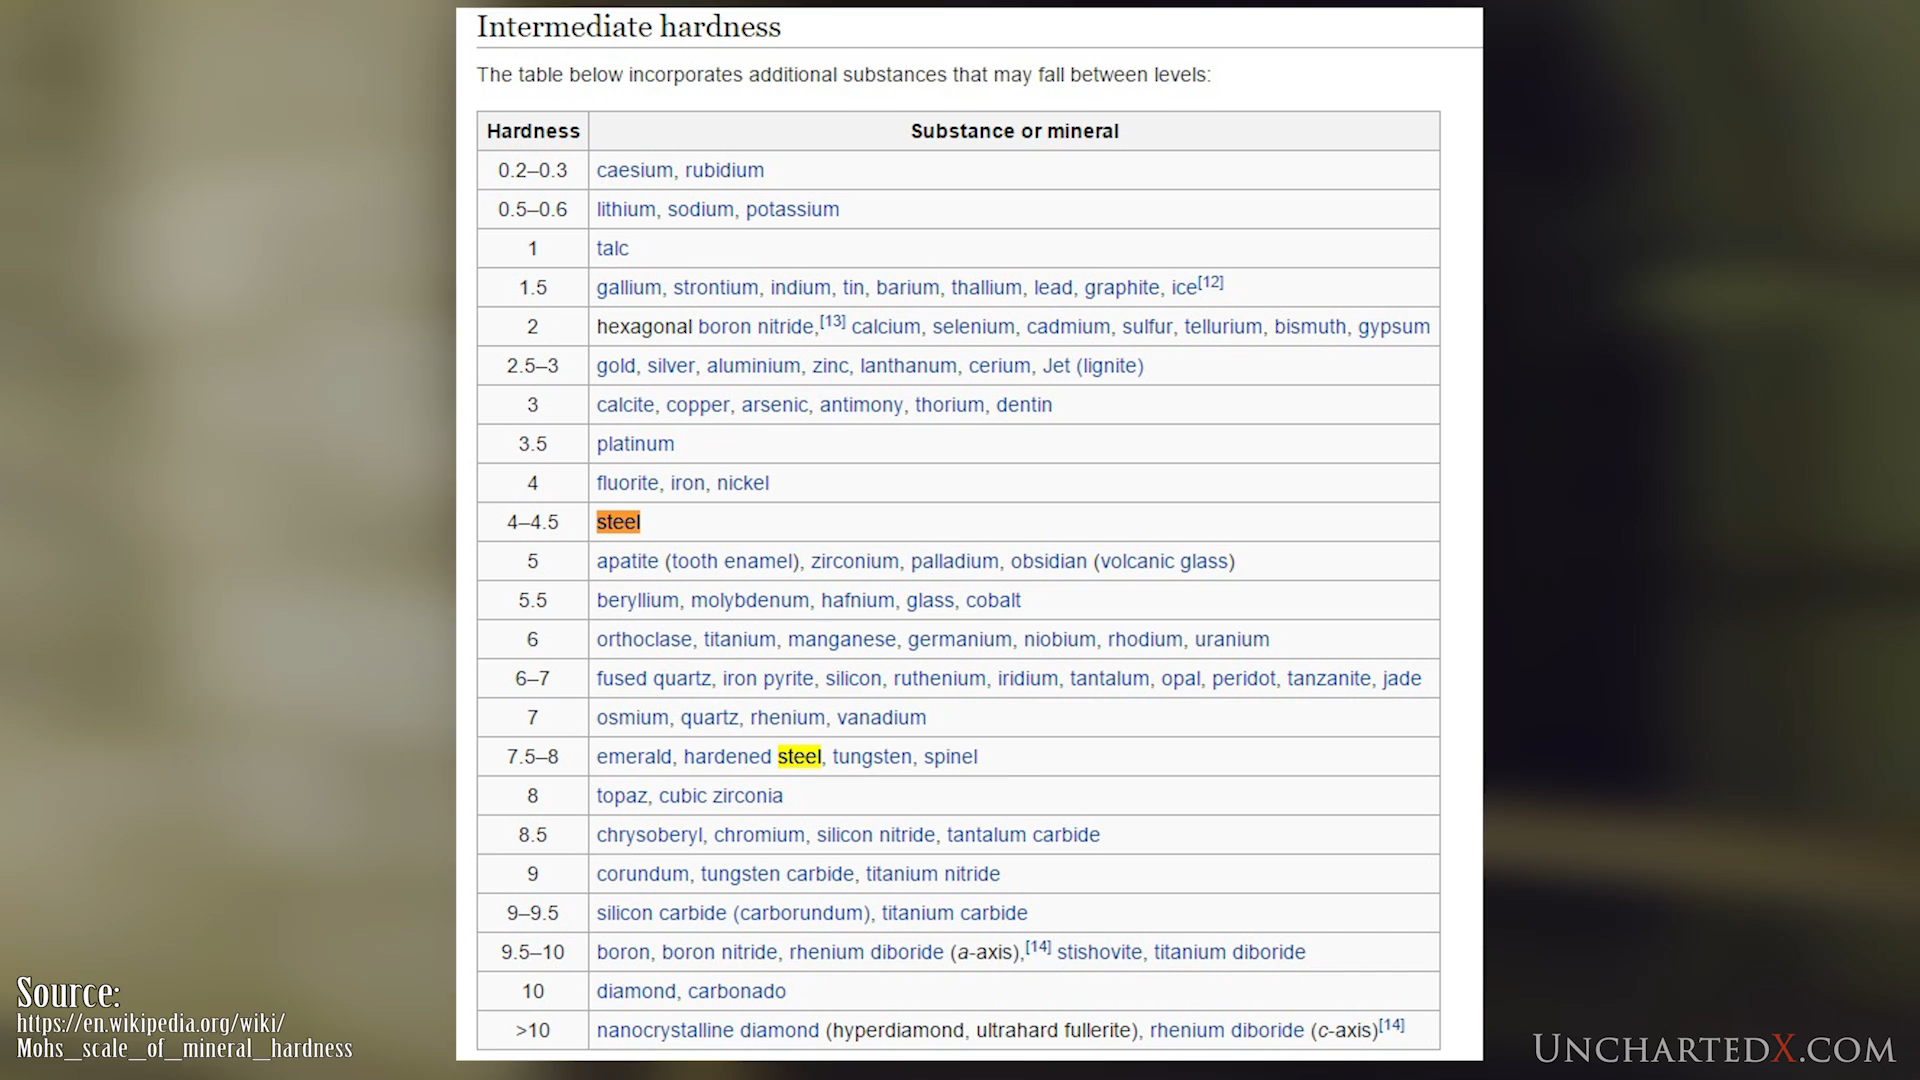 Intermediate hardness
The table below incorporates additional substances that may fall between levels:
Hardness Substance or mineral
0.2–0.3 caesium, rubidium
0.5–0.6 lithium, sodium, potassium
1 talc
1.5 gallium, strontium, indium, tin, barium, thallium, lead, graphite, ice[12]
2 hexagonal boron nitride,[13] calcium, selenium, cadmium, sulfur, tellurium, bismuth, gypsum
2.5–3 gold, silver, aluminium, zinc, lanthanum, cerium, Jet (lignite)
3 calcite, copper, arsenic, antimony, thorium, dentin
3.5 platinum
4 fluorite, iron, nickel
4–4.5 steel
5 apatite (tooth enamel), zirconium, palladium, obsidian (volcanic glass)
5.5 beryllium, molybdenum, hafnium, glass, cobalt
6 orthoclase, titanium, manganese, germanium, niobium, rhodium, uranium
6–7 fused quartz, iron pyrite, silicon, ruthenium, iridium, tantalum, opal, peridot, tanzanite, jade
7 osmium, quartz, rhenium, vanadium
7.5–8 emerald, hardened steel, tungsten, spinel
8 topaz, cubic zirconia
8.5 chrysoberyl, chromium, silicon nitride, tantalum carbide
9 corundum, tungsten carbide, titanium nitride
9–9.5 silicon carbide (carborundum), titanium carbide
9.5–10 boron, boron nitride, rhenium diboride (a-axis),[14] stishovite, titanium diboride
10 diamond, carbonado
>10 nanocrystalline diamond (hyperdiamond, ultrahard fullerite), rhenium diboride (c-axis)[14]
Source:
https://en.wikipedia.org/wiki/
Mohs_scale_of_mineral_hardness
UNCHARTEDX.COM